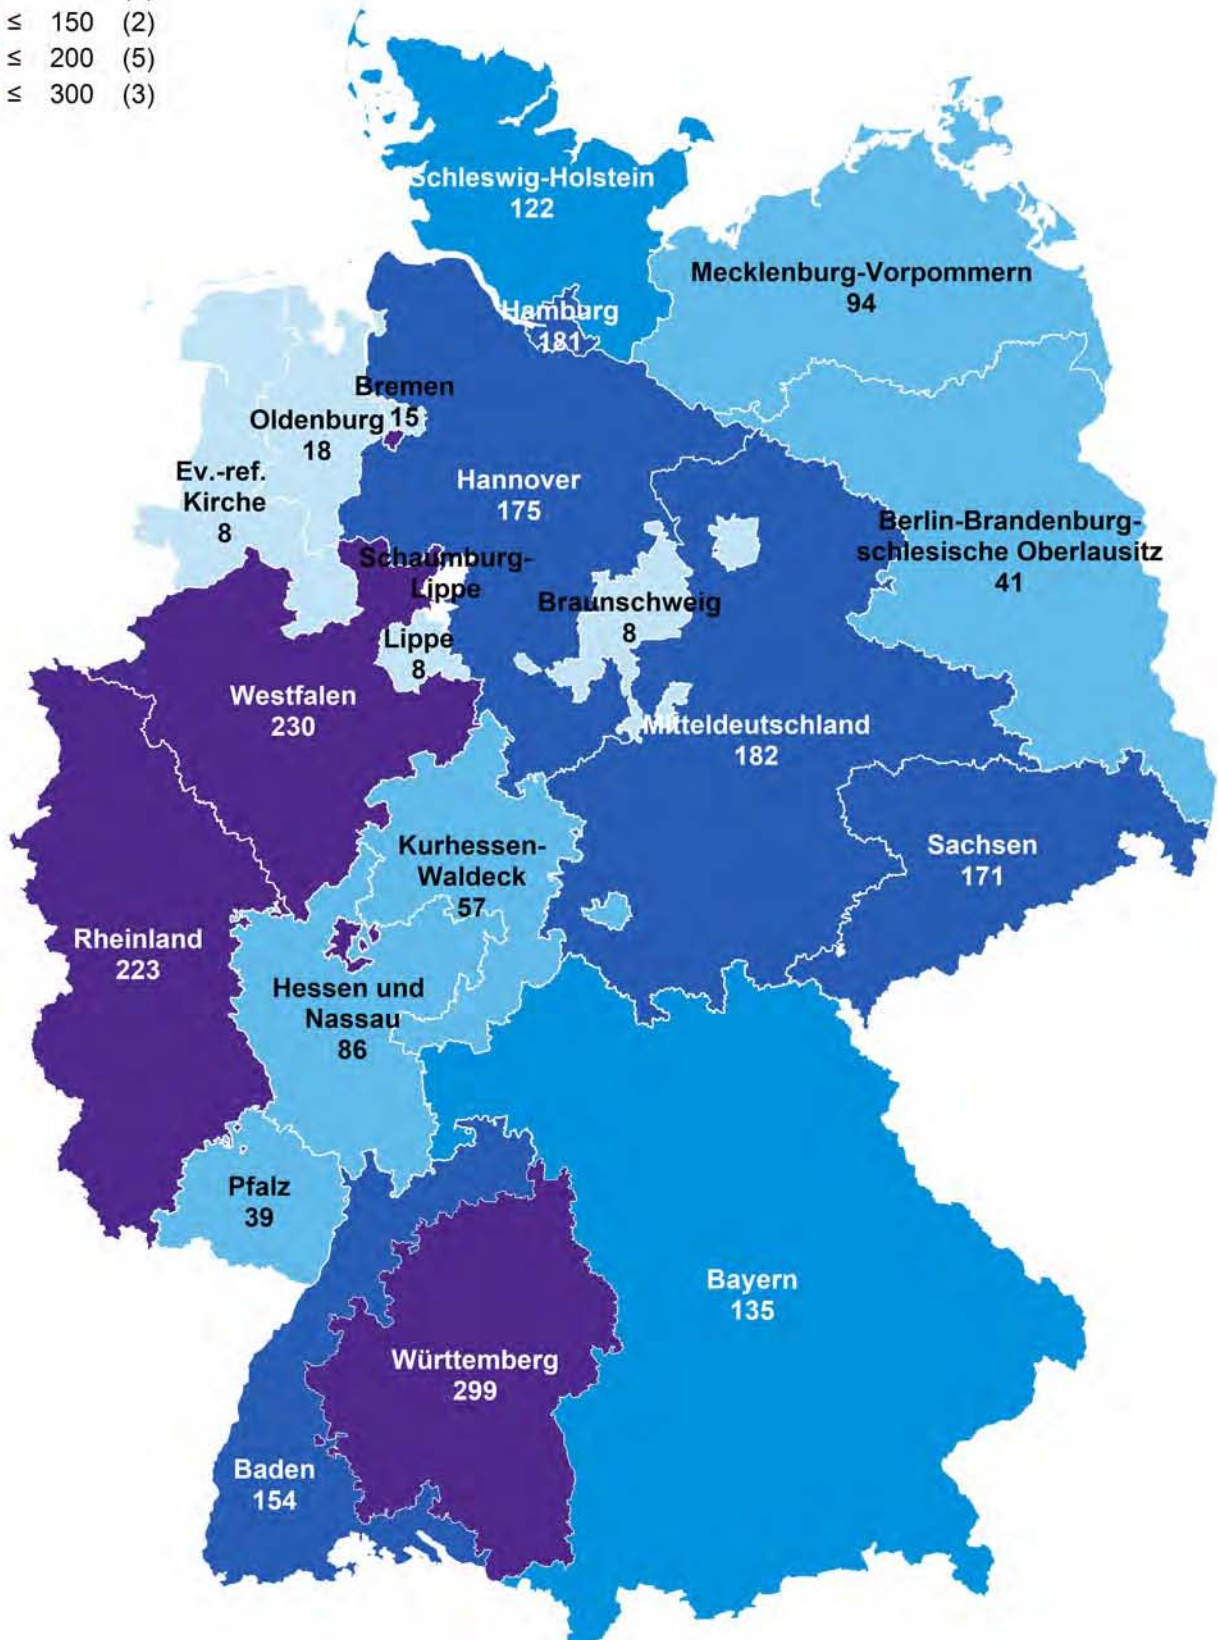 ≤ 150 (2)
≤ 200 (5)
≤ 300 (3)
Schleswig-Holstein
122
Mecklenburg-Vorpommern
94
Hamburg
181
Bremen
15
Oldenburg
18
Ev.-ref.
Kirche
8
Hannover
175
Berlin-Brandenburg-
schlesische Oberlausitz
41
Schaumburg-
Lippe
Braunschweig
8
Lippe
8
Westfalen
230
Mitteldeutschland
182
Kurhessen-
Waldeck
57
Sachsen
171
Rheinland
223
Hessen und
Nassau
86
Pfalz
39
Bayern
135
Württemberg
299
Baden
154